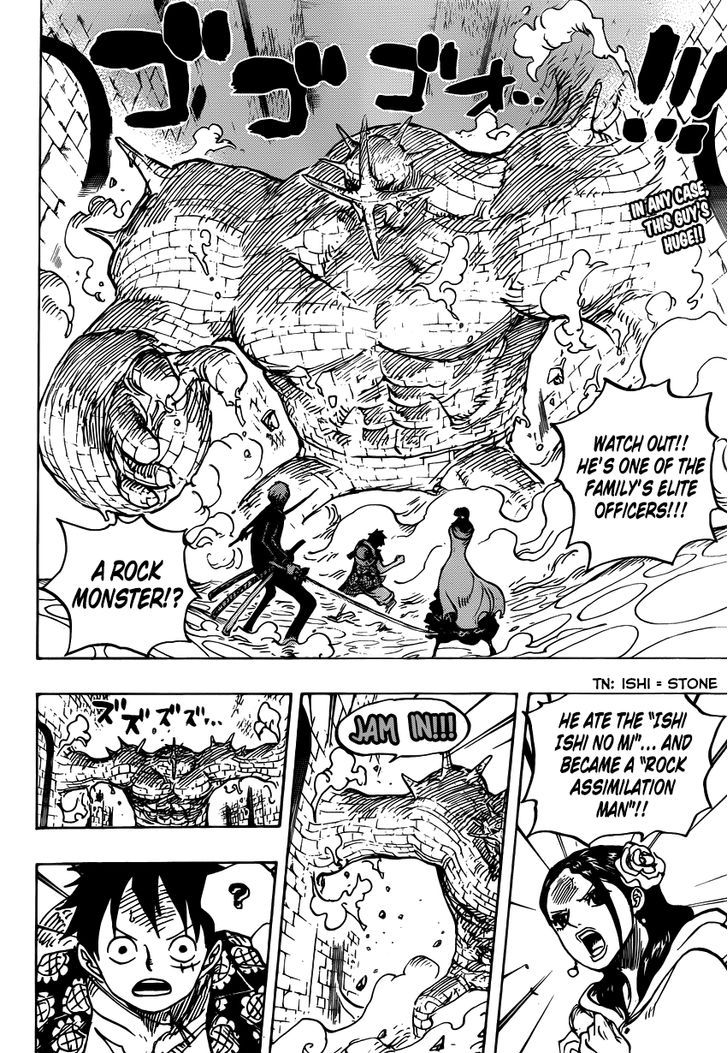 ゴゴゴゴォ‥
!!!
IN ANY CASE,
THIS GUY'S
HUGE!!
WATCH OUT!!
HE'S ONE OF THE
FAMILY'S ELITE
OFFICERS!!!
A ROCK
MONSTER!?
TN: ISHI = STONE
HE ATE THE "ISHI
ISHI NO MI"... AND
BECAME A "ROCK
ASSIMILATION
MAN"!!
JAM IN!!!
ズズ,ズズ‥
?